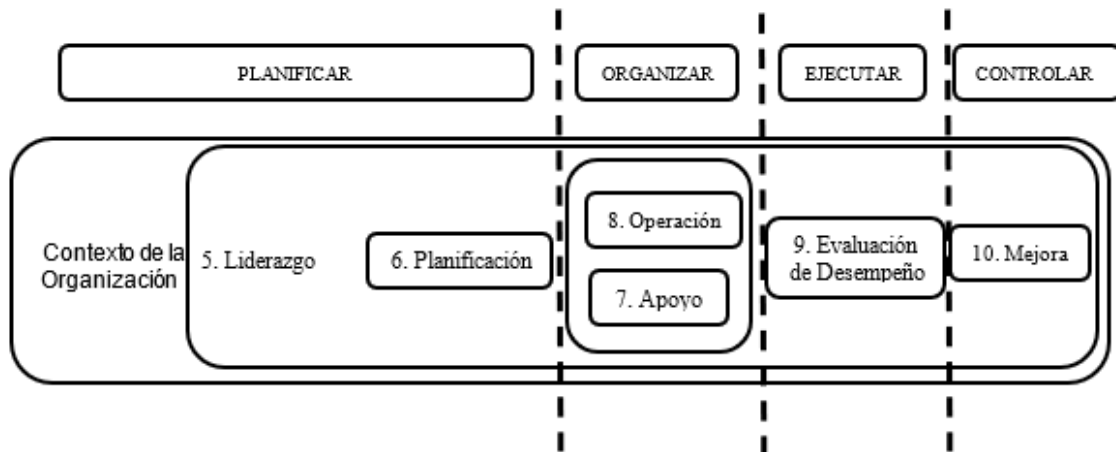 PLANIFICAR
ORGANIZAR
EJECUTAR
CONTROLAR
Contexto de la
Organización
5. Liderazgo
6. Planificación
8. Operación
7. Apoyo
9. Evaluación
de Desempeño
10. Mejora